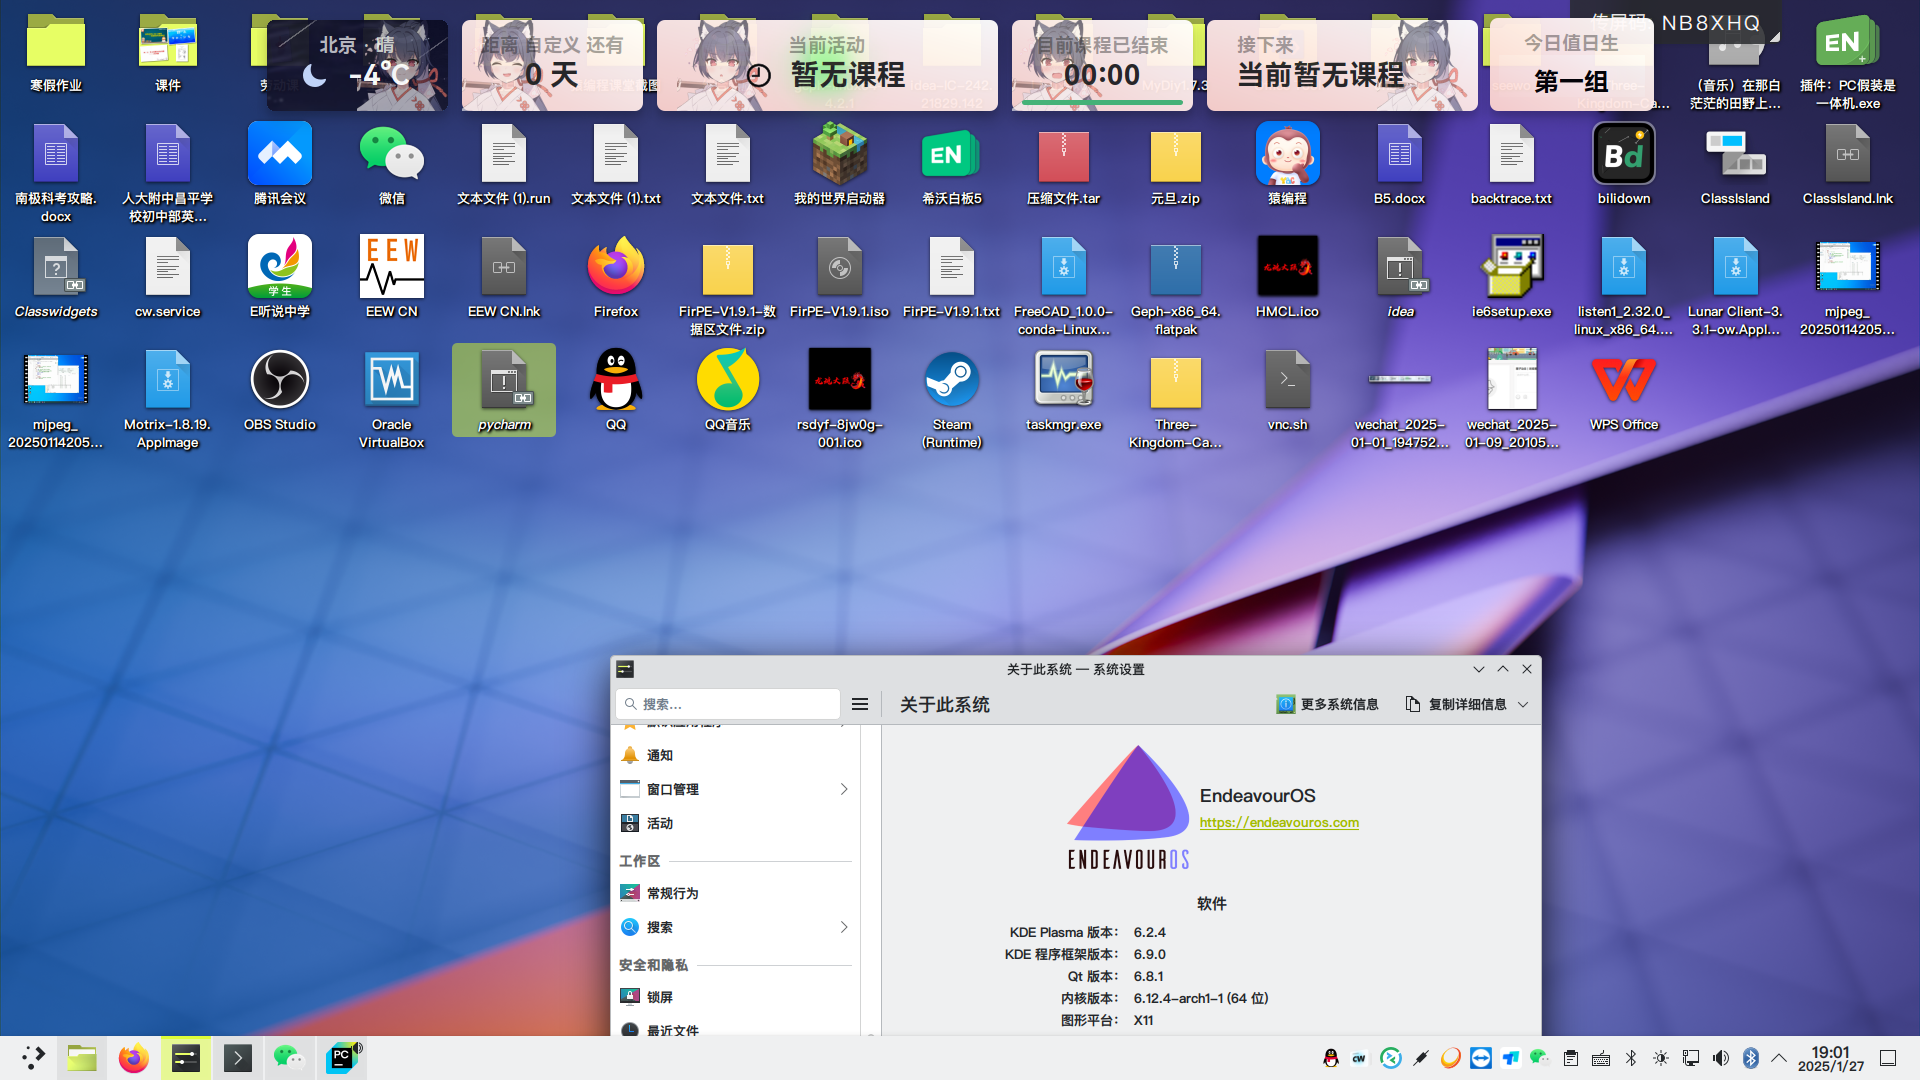 北京 · 晴
-4℃
距离 自定义 还有
0 天
当前活动
暂无课程
目前课程已结束
00:00
接下来
当前暂无课程
今日值日生
第一组
传屏码 NB8XHQ
寒假作业
课件
（音乐）在那白
茫茫的田野上...
插件：PC假装是
一体机.exe
南极科考攻略.
docx
人大附中昌平学
校初中部英...
腾讯会议
微信
文本文件 (1).run
文本文件 (1).txt
文本文件.txt
我的世界启动器
希沃白板5
压缩文件.tar
元旦.zip
猿编程
B5.docx
backtrace.txt
bilidown
ClassIsland
ClassIsland.lnk
Classwidgets
cw.service
E听说中学
EEW CN
EEW CN.lnk
Firefox
FirPE-V1.9.1-数
据区文件.zip
FirPE-V1.9.1.iso
FirPE-V1.9.1.txt
FreeCAD_1.0.0-
conda-Linux...
Geph-x86_64.
flatpak
HMCL.ico
idea
ie6setup.exe
listen1_2.32.0_
linux_x86_64....
Lunar Client-3.
3.1-ow.AppI...
mjpeg_
20250114205...
mjpeg_
20250114205...
Motrix-1.8.19.
AppImage
OBS Studio
Oracle
VirtualBox
pycharm
QQ
QQ音乐
rsdyf-8jw0g-
001.ico
Steam
(Runtime)
taskmgr.exe
Three-
Kingdom-Ca...
vnc.sh
wechat_2025-
01-01_194752...
wechat_2025-
01-09_20105...
WPS Office
关于此系统 — 系统设置
搜索...
关于此系统
更多系统信息
复制详细信息
通知
窗口管理
活动
工作区
常规行为
搜索
安全和隐私
锁屏
最近文件
EndeavourOS
https://endeavouros.com
ENDEAVOUROS
软件
KDE Plasma 版本： 6.2.4
KDE 程序框架版本： 6.9.0
Qt 版本： 6.8.1
内核版本： 6.12.4-arch1-1 (64 位)
图形平台： X11
19:01
2025/1/27